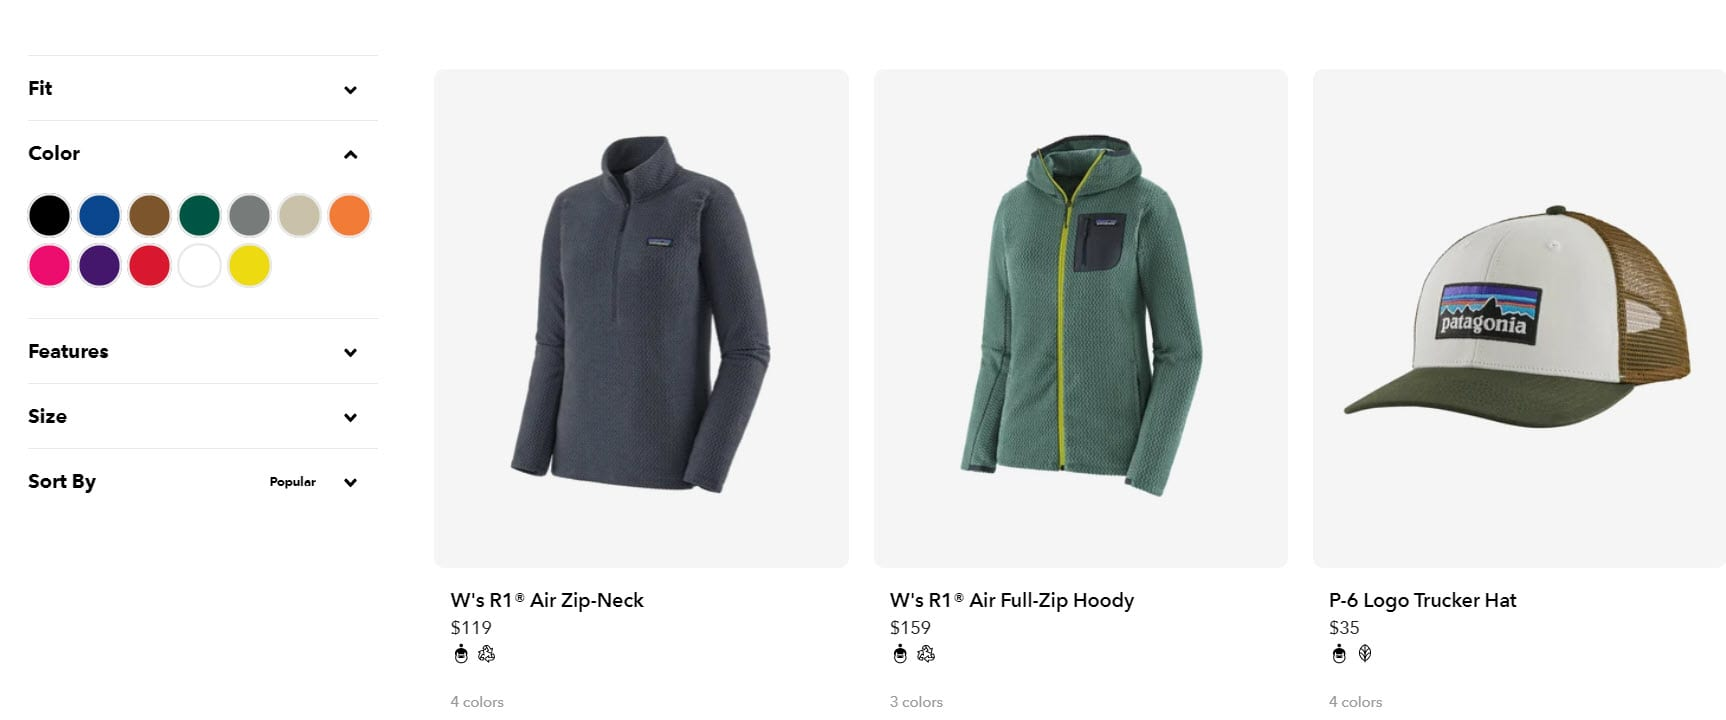 Fit
Color
Features
Size
Sort By Popular
patagonia
W's R1® Air Zip-Neck
$119
4 colors
W's R1® Air Full-Zip Hoody
$159
3 colors
P-6 Logo Trucker Hat
$35
4 colors